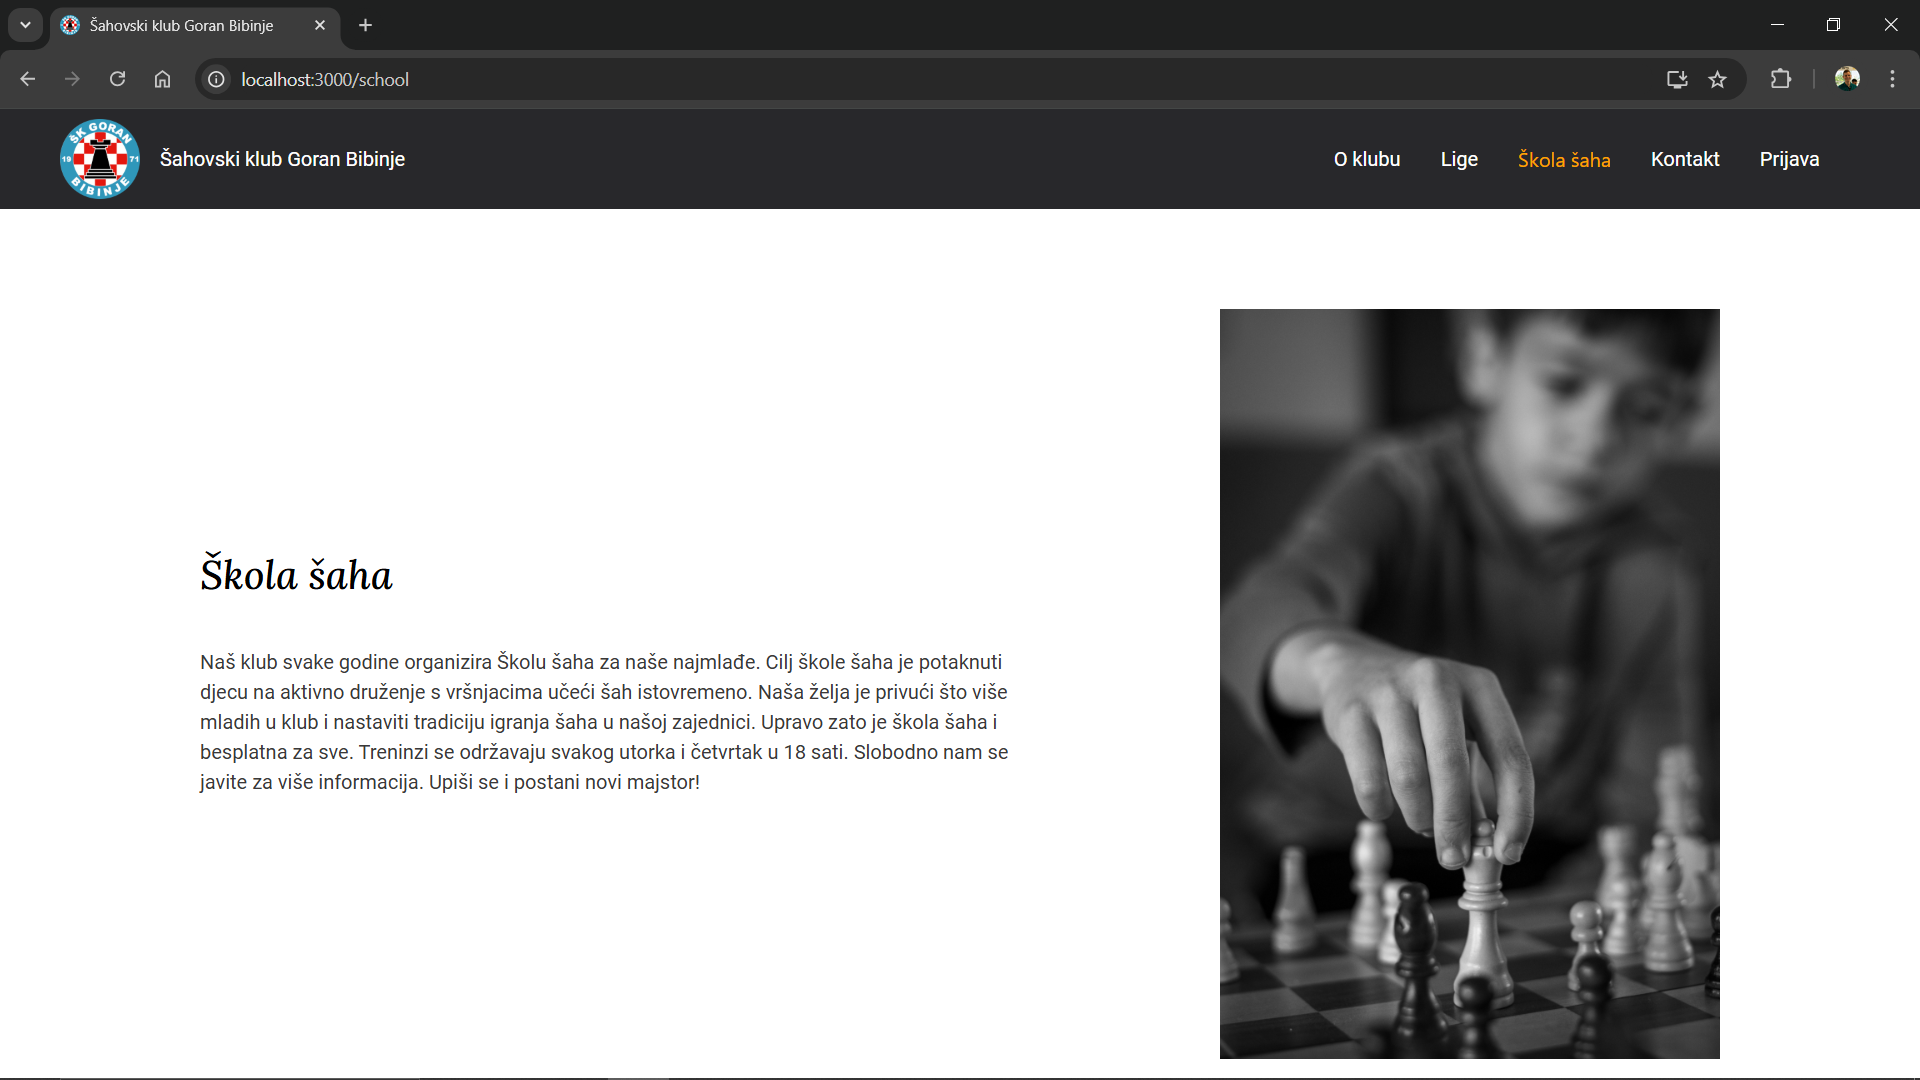 Šahovski klub Goran Bibinje
localhost:3000/school
ŠK GORAN
19 71
BIBINJE
Šahovski klub Goran Bibinje
O klubu
Lige
Škola šaha
Kontakt
Prijava
Škola šaha
Naš klub svake godine organizira Školu šaha za naše najmlađe. Cilj škole šaha je potaknuti
djecu na aktivno druženje s vršnjacima učeći šah istovremeno. Naša želja je privući što više
mladih u klub i nastaviti tradiciju igranja šaha u našoj zajednici. Upravo zato je škola šaha i
besplatna za sve. Treninzi se održavaju svakog utorka i četvrtak u 18 sati. Slobodno nam se
javite za više informacija. Upiši se i postani novi majstor!